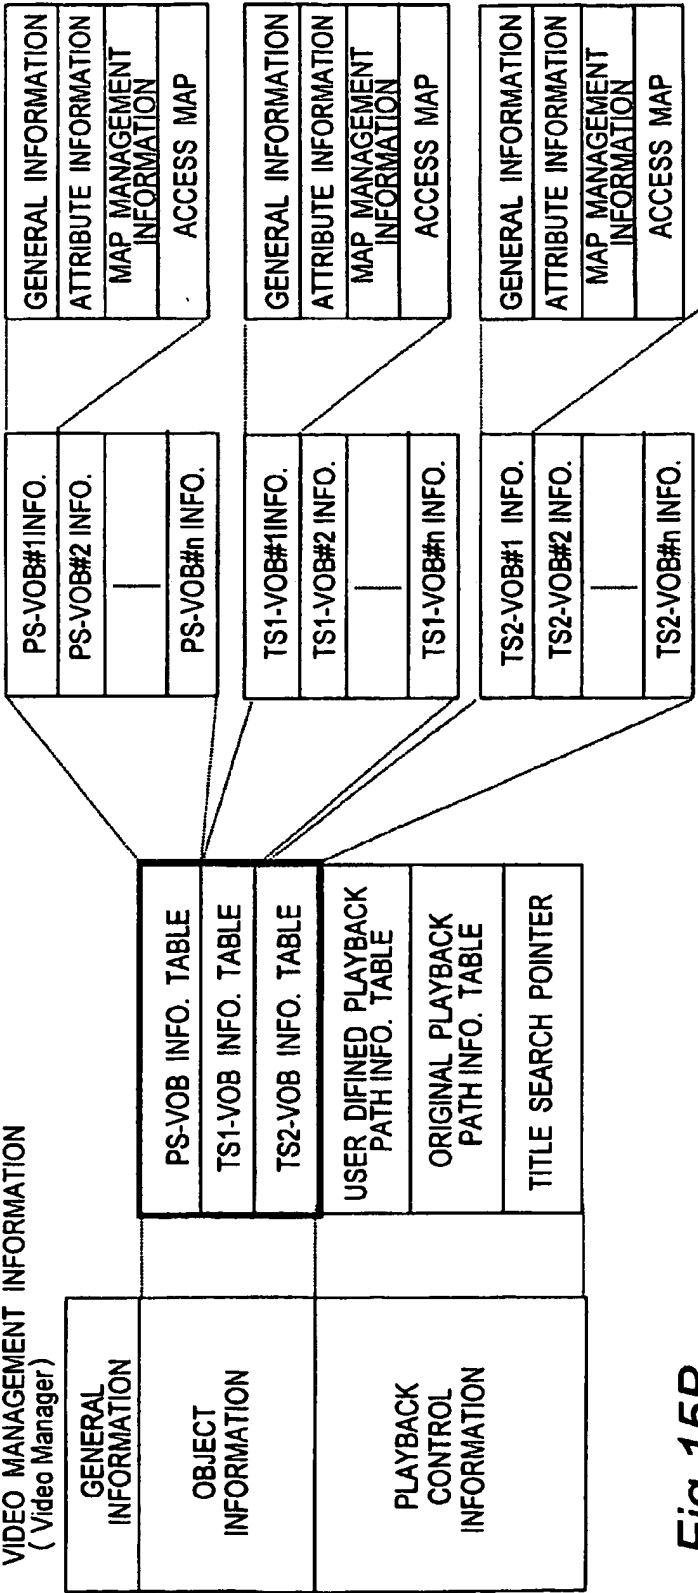 VIDEO MANAGEMENT INFORMATION
( Video Manager)
GENERAL
INFORMATION
OBJECT
INFORMATION
PLAYBACK
CONTROL
INFORMATION
PS-VOB INFO. TABLE
TS1-VOB INFO. TABLE
TS2-VOB INFO. TABLE
USER DIFINED PLAYBACK
PATH INFO. TABLE
ORIGINAL PLAYBACK
PATH INFO. TABLE
TITLE SEARCH POINTER
PS-VOB#1INFO.
PS-VOB#2 INFO.
PS-VOB#n INFO.
TS1-VOB#1INFO.
TS1-VOB#2 INFO.
TS1-VOB#n INFO.
TS2-VOB#1 INFO.
TS2-VOB#2 INFO.
TS2-VOB#n INFO.
GENERAL INFORMATION
ATTRIBUTE INFORMATION
MAP MANAGEMENT
INFORMATION
ACCESS MAP
GENERAL INFORMATION
ATTRIBUTE INFORMATION
MAP MANAGEMENT
INFORMATION
ACCESS MAP
GENERAL INFORMATION
ATTRIBUTE INFORMATION
MAP MANAGEMENT
INFORMATION
ACCESS MAP
Fig.15B